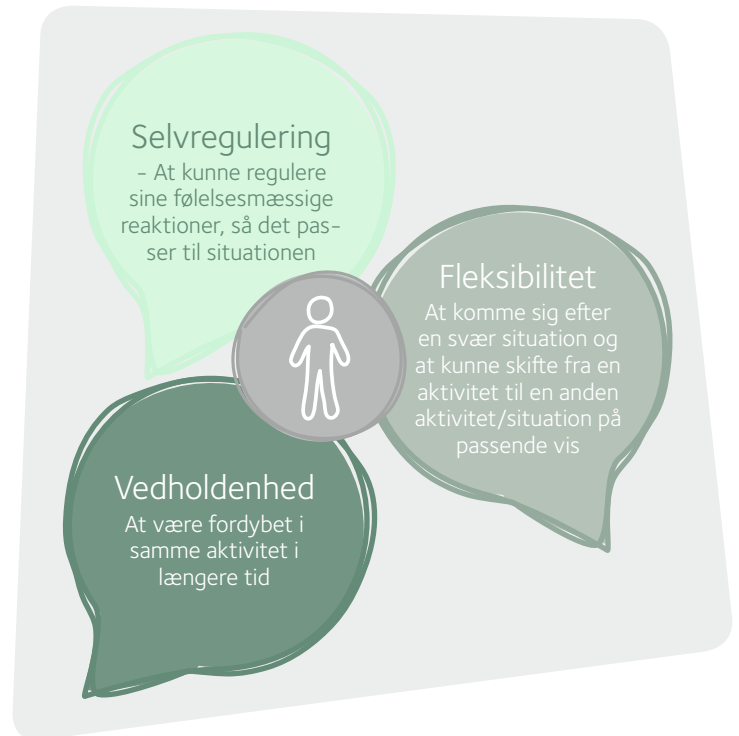 Selvregulering
- At kunne regulere
sine følelsesmæssige
reaktioner, så det pas-
ser til situationen
Fleksibilitet
At komme sig efter
en svær situation og
at kunne skifte fra en
aktivitet til en anden
aktivitet/situation på
passende vis
Vedholdenhed
At være fordybet i
samme aktivitet i
længere tid